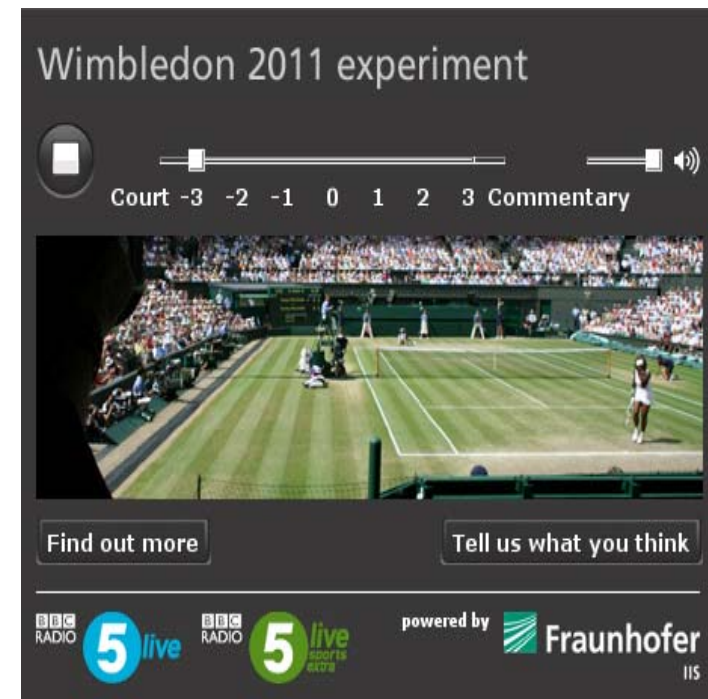 Wimbledon 2011 experiment
Court -3 -2 -1 0 1 2 3 Commentary
Find out more
Tell us what you think
BBC RADIO 5 live
BBC RADIO 5 live sports extra
powered by
Fraunhofer
IIS